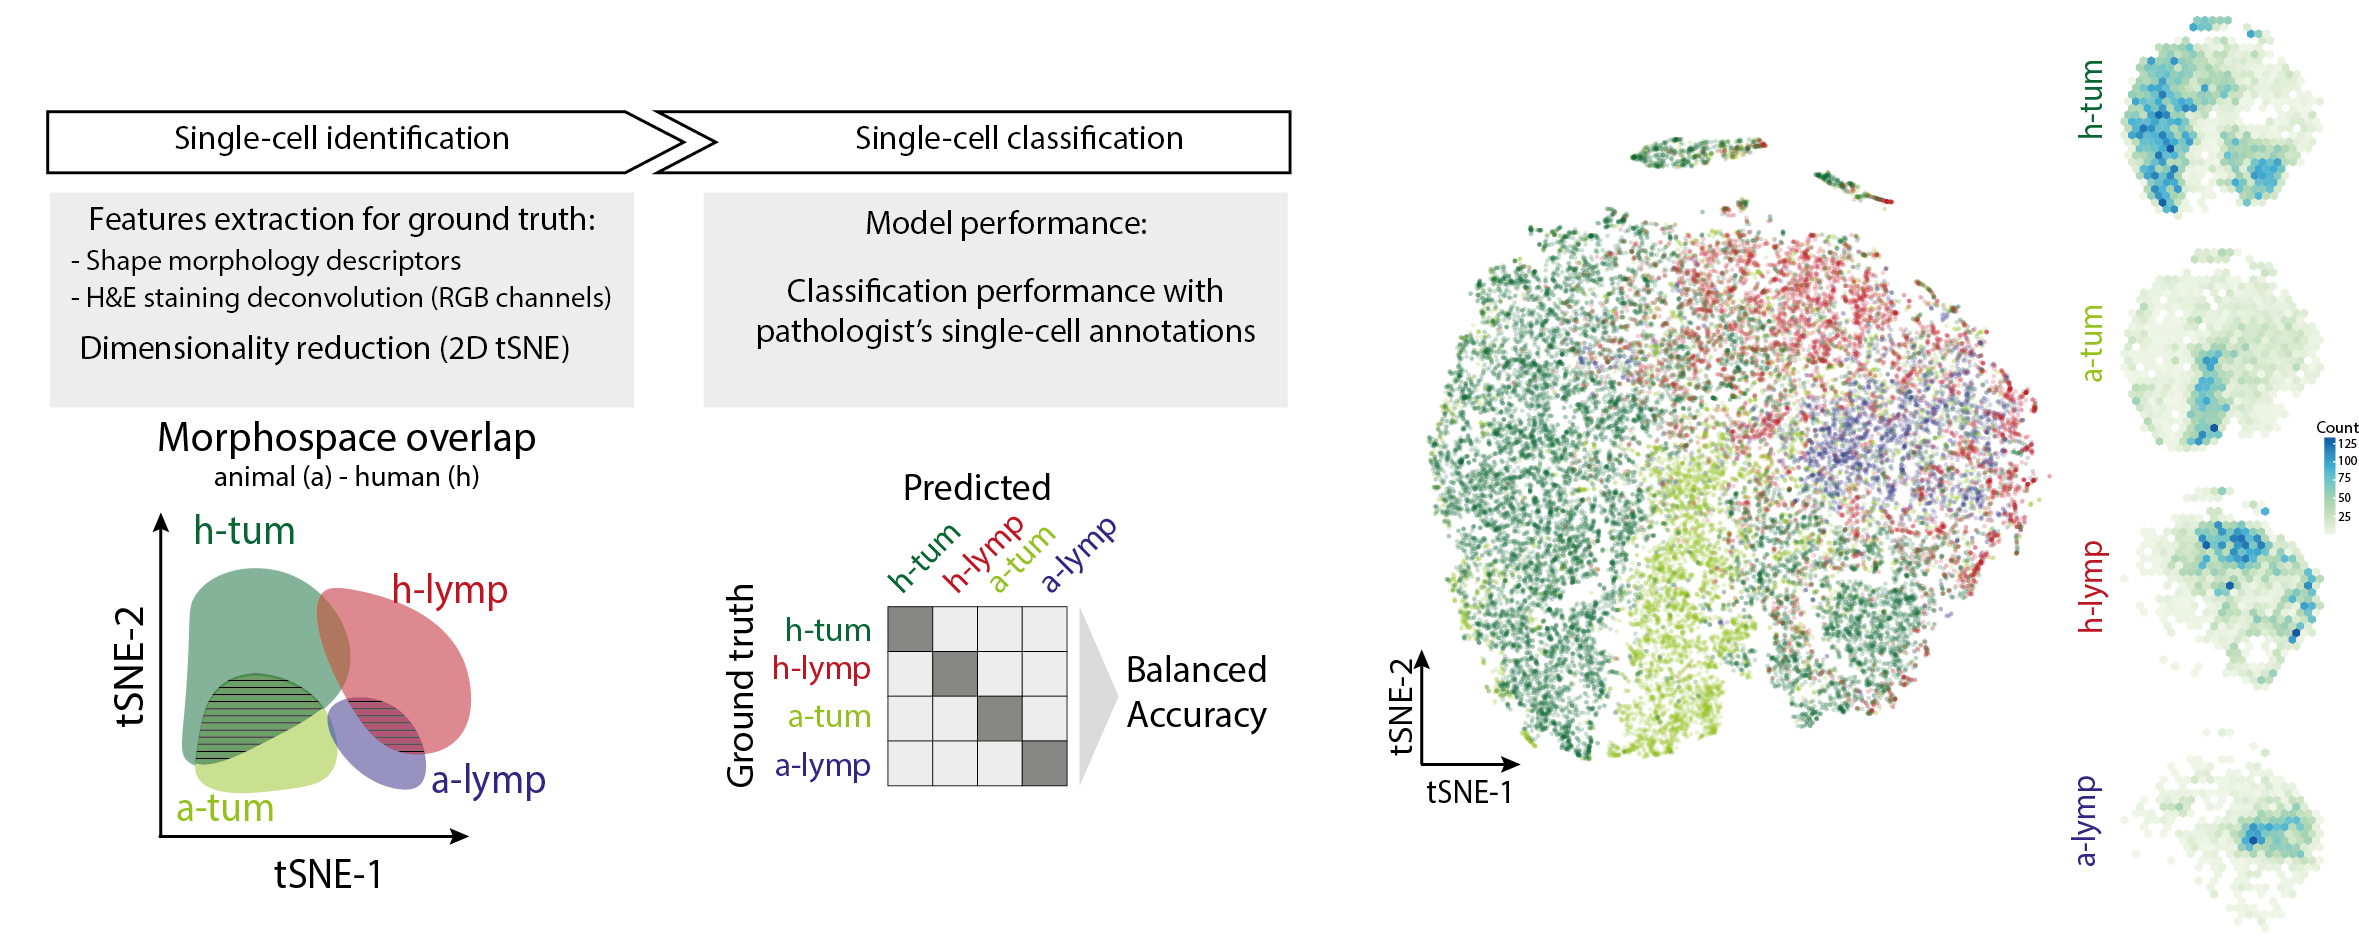 Single-cell identification
Single-cell classification
Features extraction for ground truth:
- Shape morphology descriptors
- H&E staining deconvolution (RGB channels)
Dimensionality reduction (2D tSNE)
Model performance:
Classification performance with
pathologist's single-cell annotations
Morphospace overlap
animal (a) - human (h)
h-tum
h-lymp
a-tum
a-lymp
tSNE-2
tSNE-1
Predicted
h-tum
h-lymp
a-tum
a-lymp
Ground truth
h-tum
h-lymp
a-tum
a-lymp
Balanced
Accuracy
tSNE-2
tSNE-1
h-tum
a-tum
h-lymp
a-lymp
Count
125
100
75
50
25